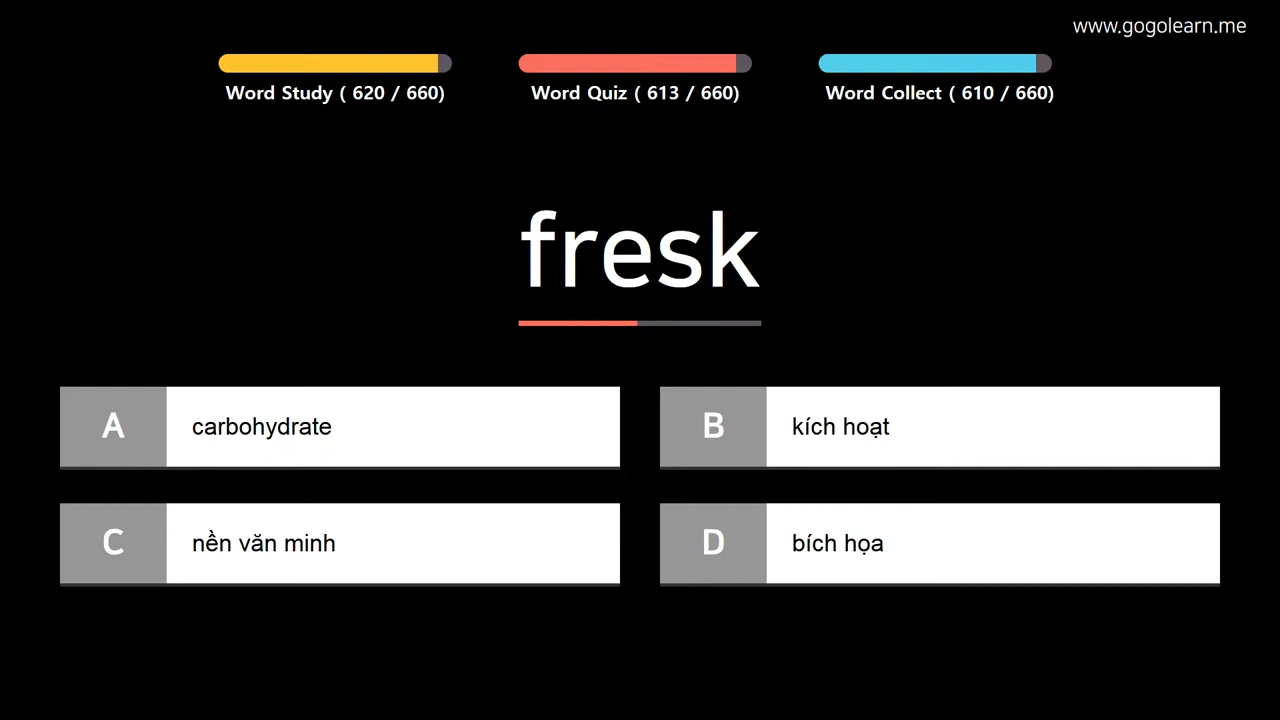 www.gogolearn.me
Word Study ( 620 / 660)
Word Quiz ( 613 / 660)
Word Collect ( 610 / 660)
fresk
A carbohydrate
B kích hoạt
C nền văn minh
D bích họa